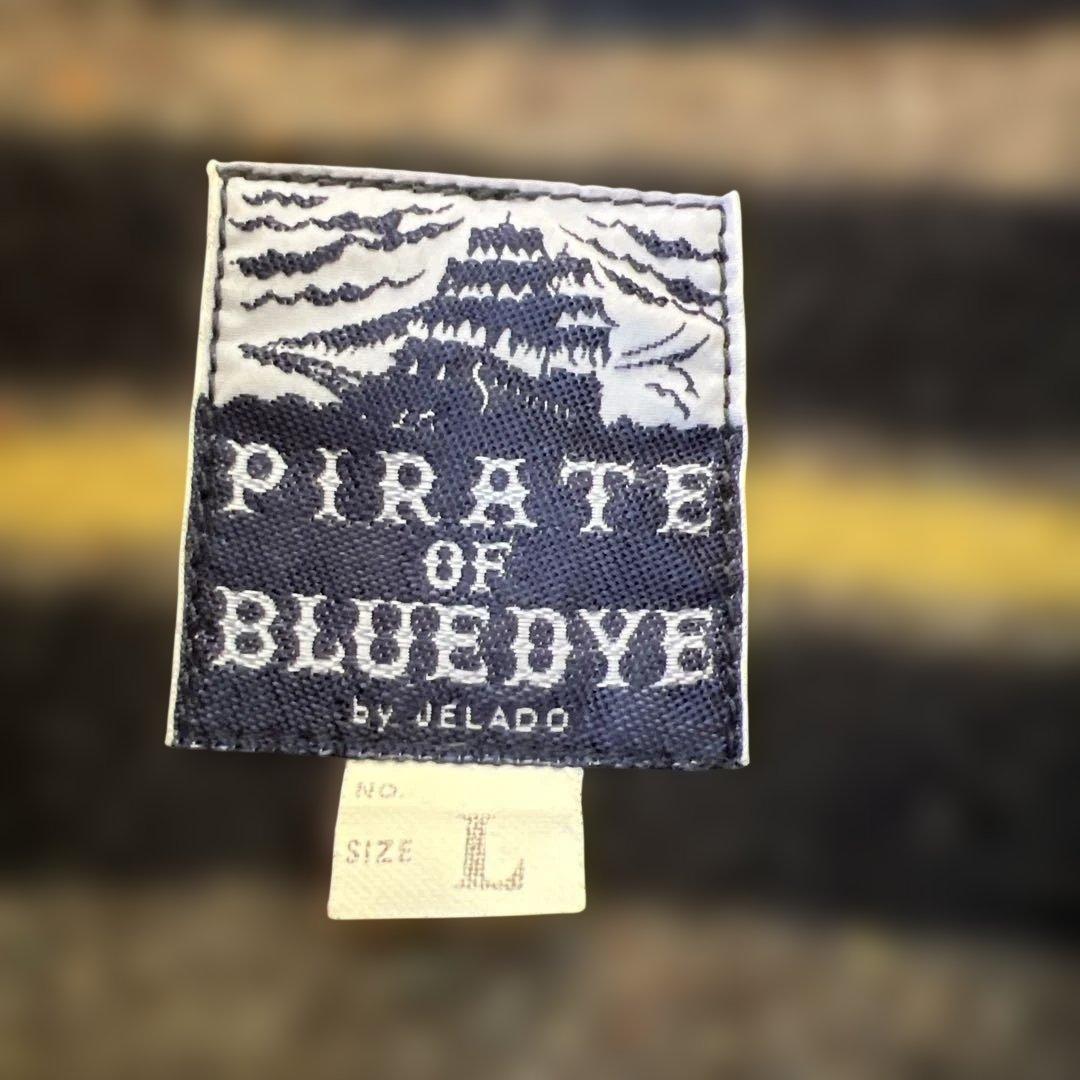 PIRATE
OF
BLUEDYE
by JELADO
NO.
SIZE L